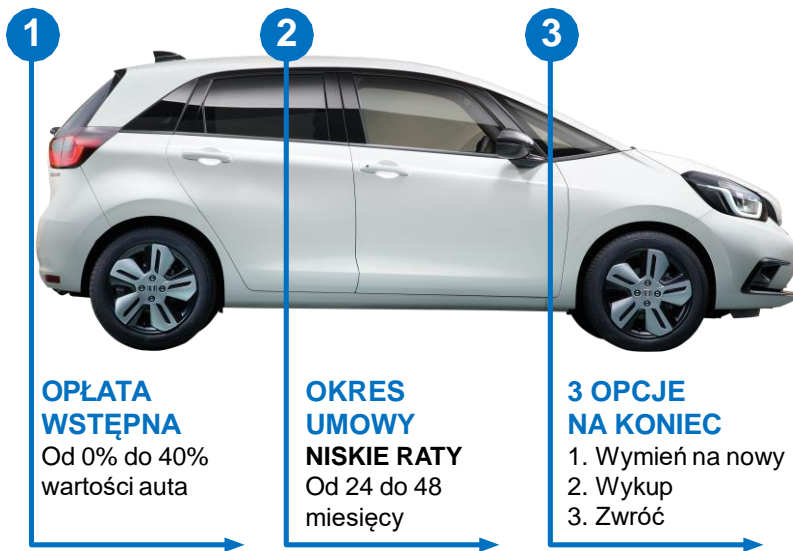 1
2
3
OPŁATA
WSTĘPNA
Od 0% do 40%
wartości auta
OKRES
UMOWY
NISKIE RATY
Od 24 do 48
miesięcy
3 OPCJE
NA KONIEC
1. Wymień na nowy
2. Wykup
3. Zwróć